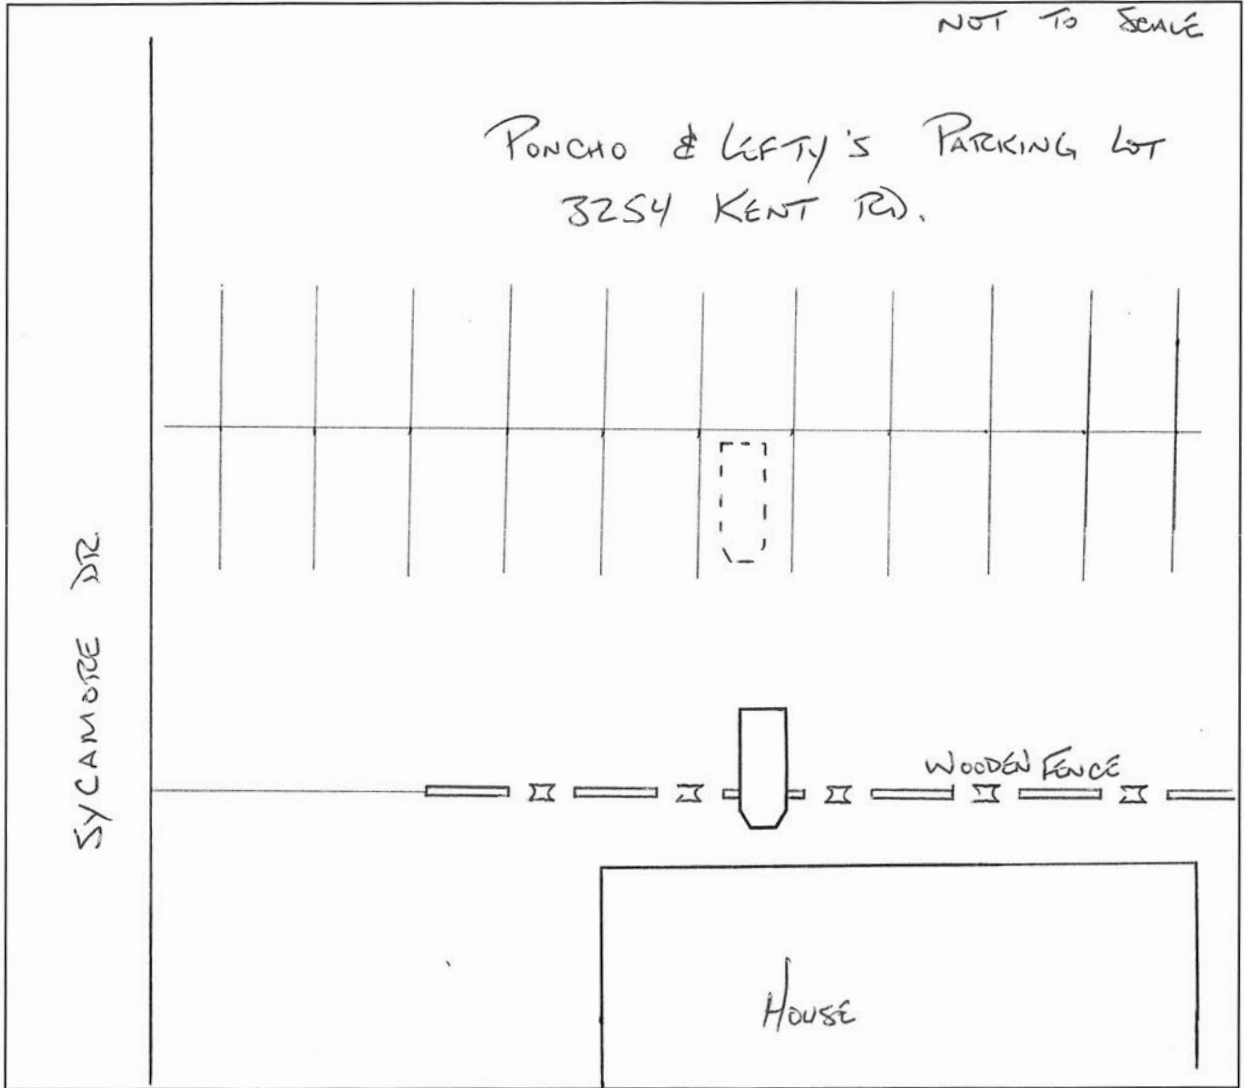 NOT TO SCALE
PONCHO & LEFTY'S PARKING LOT
3254 KENT RD.
SYCAMORE DR.
WOODEN FENCE
HOUSE